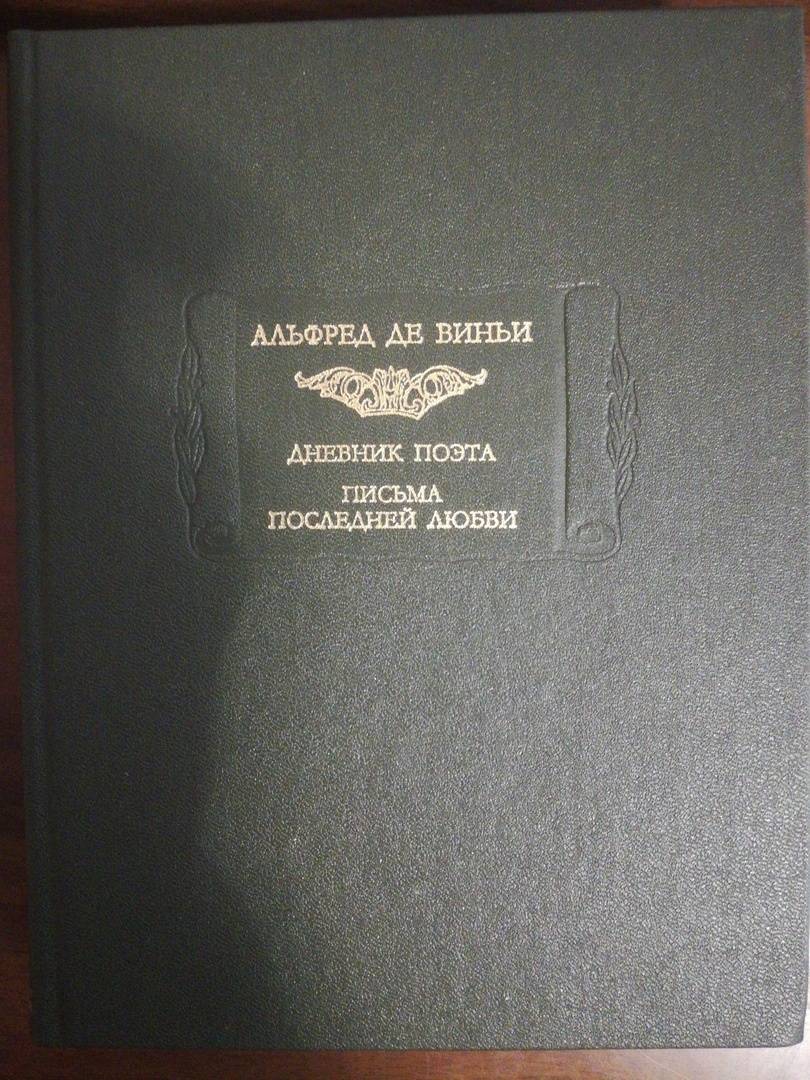 АЛЬФРЕД ДЕ ВИНЬИ
ДНЕВНИК ПОЭТА
ПИСЬМА
ПОСЛЕДНЕЙ ЛЮБВИ